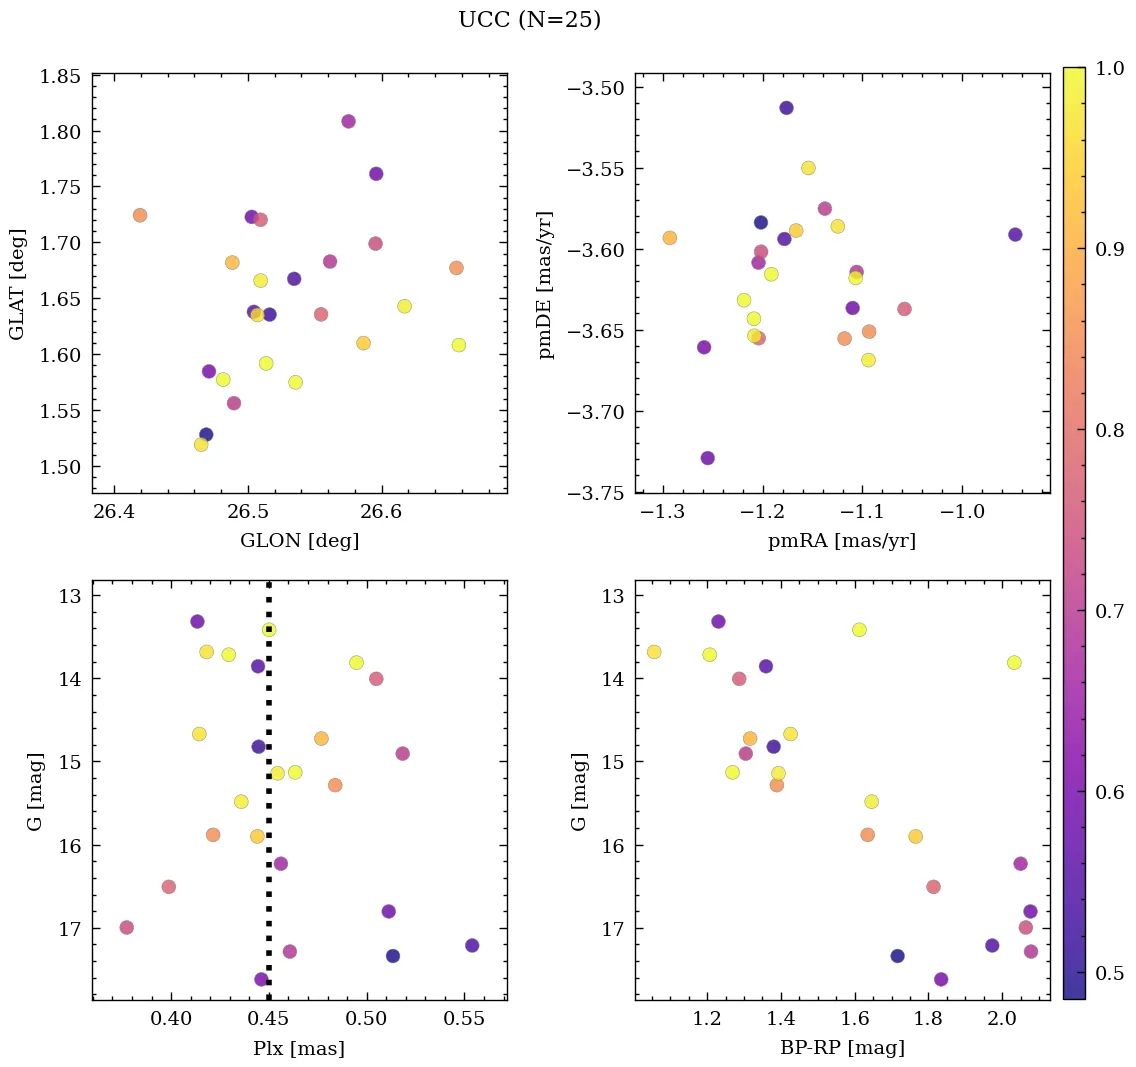 UCC (N=25)
1.85
1.80
1.75
1.70
1.65
1.60
1.55
1.50
GLAT [deg]
26.4 26.5 26.6
GLON [deg]
−3.50
−3.55
−3.60
−3.65
−3.70
−3.75
pmDE [mas/yr]
−1.3 −1.2 −1.1 −1.0
pmRA [mas/yr]
13
14
15
16
17
G [mag]
0.40 0.45 0.50 0.55
Plx [mas]
13
14
15
16
17
G [mag]
1.2 1.4 1.6 1.8 2.0
BP-RP [mag]
1.0
0.9
0.8
0.7
0.6
0.5